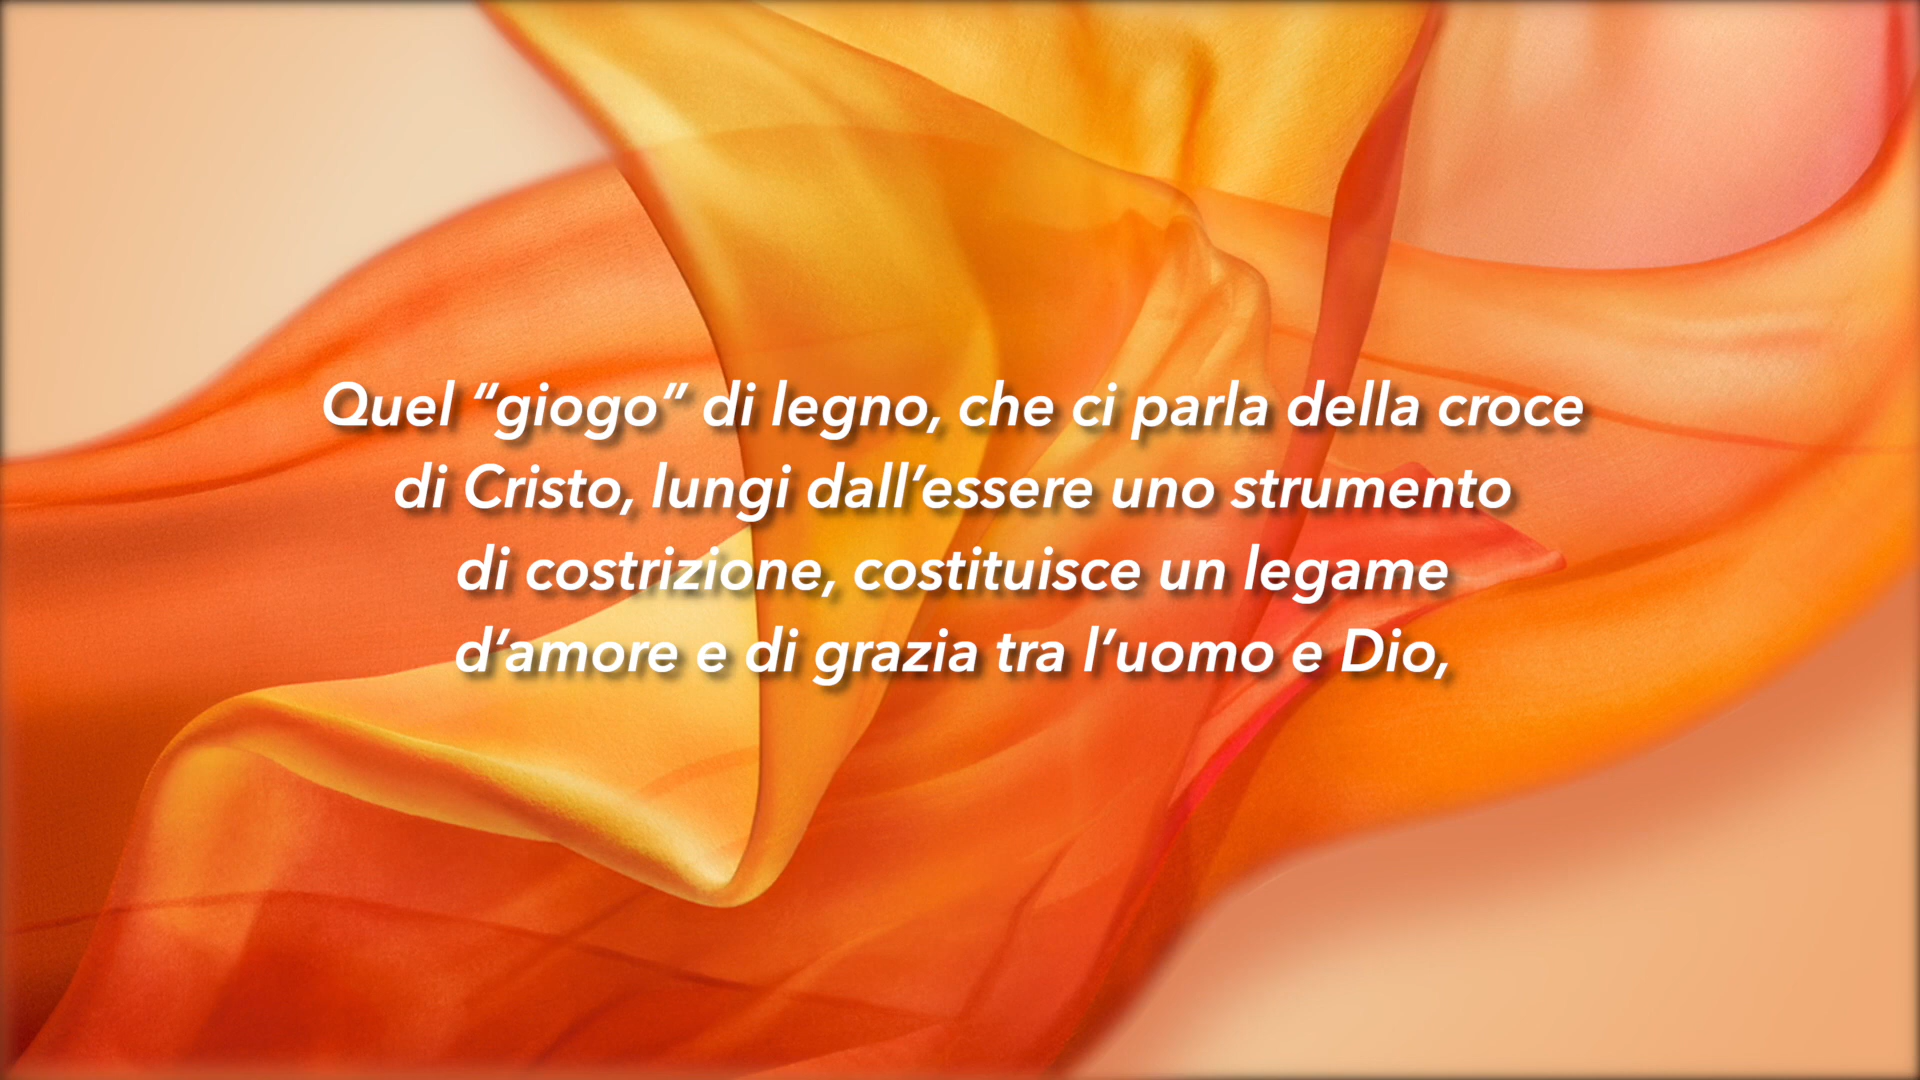 Quel “giogo” di legno, che ci parla della croce
di Cristo, lungi dall’essere uno strumento
di costrizione, costituisce un legame
d’amore e di grazia tra l’uomo e Dio,